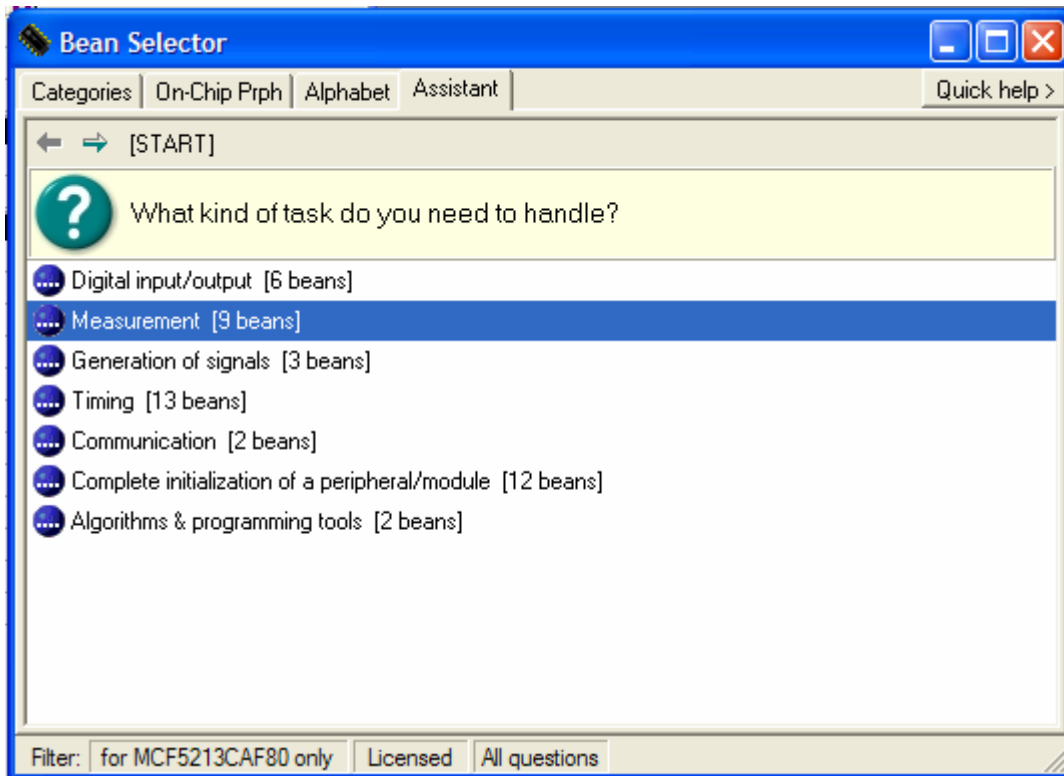 Bean Selector
Categories On-Chip Prph Alphabet Assistant Quick help >
[START]
What kind of task do you need to handle?
Digital input/output [6 beans]
Measurement [9 beans]
Generation of signals [3 beans]
Timing [13 beans]
Communication [2 beans]
Complete initialization of a peripheral/module [12 beans]
Algorithms & programming tools [2 beans]
Filter: for MCF5213CAF80 only Licensed All questions